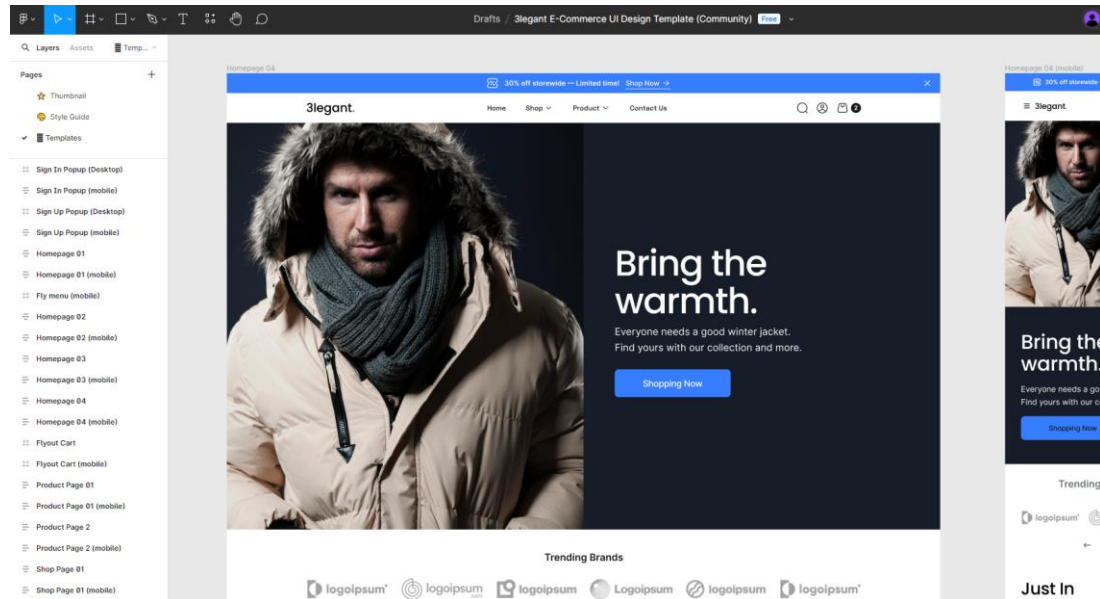 Drafts / 3legant E-Commerce UI Design Template (Community) Free
Layers Assets Temp...
Pages
Thumbnail
Style Guide
Templates
Sign In Popup (Desktop)
Sign In Popup (mobile)
Sign Up Popup (Desktop)
Sign Up Popup (mobile)
Homepage 01
Homepage 01 (mobile)
Fly menu (mobile)
Homepage 02
Homepage 02 (mobile)
Homepage 03
Homepage 03 (mobile)
Homepage 04
Homepage 04 (mobile)
Flyout Cart
Flyout Cart (mobile)
Product Page 01
Product Page 01 (mobile)
Product Page 2
Product Page 2 (mobile)
Shop Page 01
Shop Page 01 (mobile)
Homepage 04
30% off storewide — Limited time! Shop Now →
3legant. Home Shop Product Contact Us 2
Bring the
warmth.
Everyone needs a good winter jacket.
Find yours with our collection and more.
Shopping Now
Trending Brands
logoipsum logoipsum logoipsum Logoipsum logoipsum logoipsum
Homepage 04 (mobile)
30% off storewide
3legant.
Bring the
warmth.
Everyone needs a go
Find yours with our c
Shopping Now
Trending
logoipsum
Just In